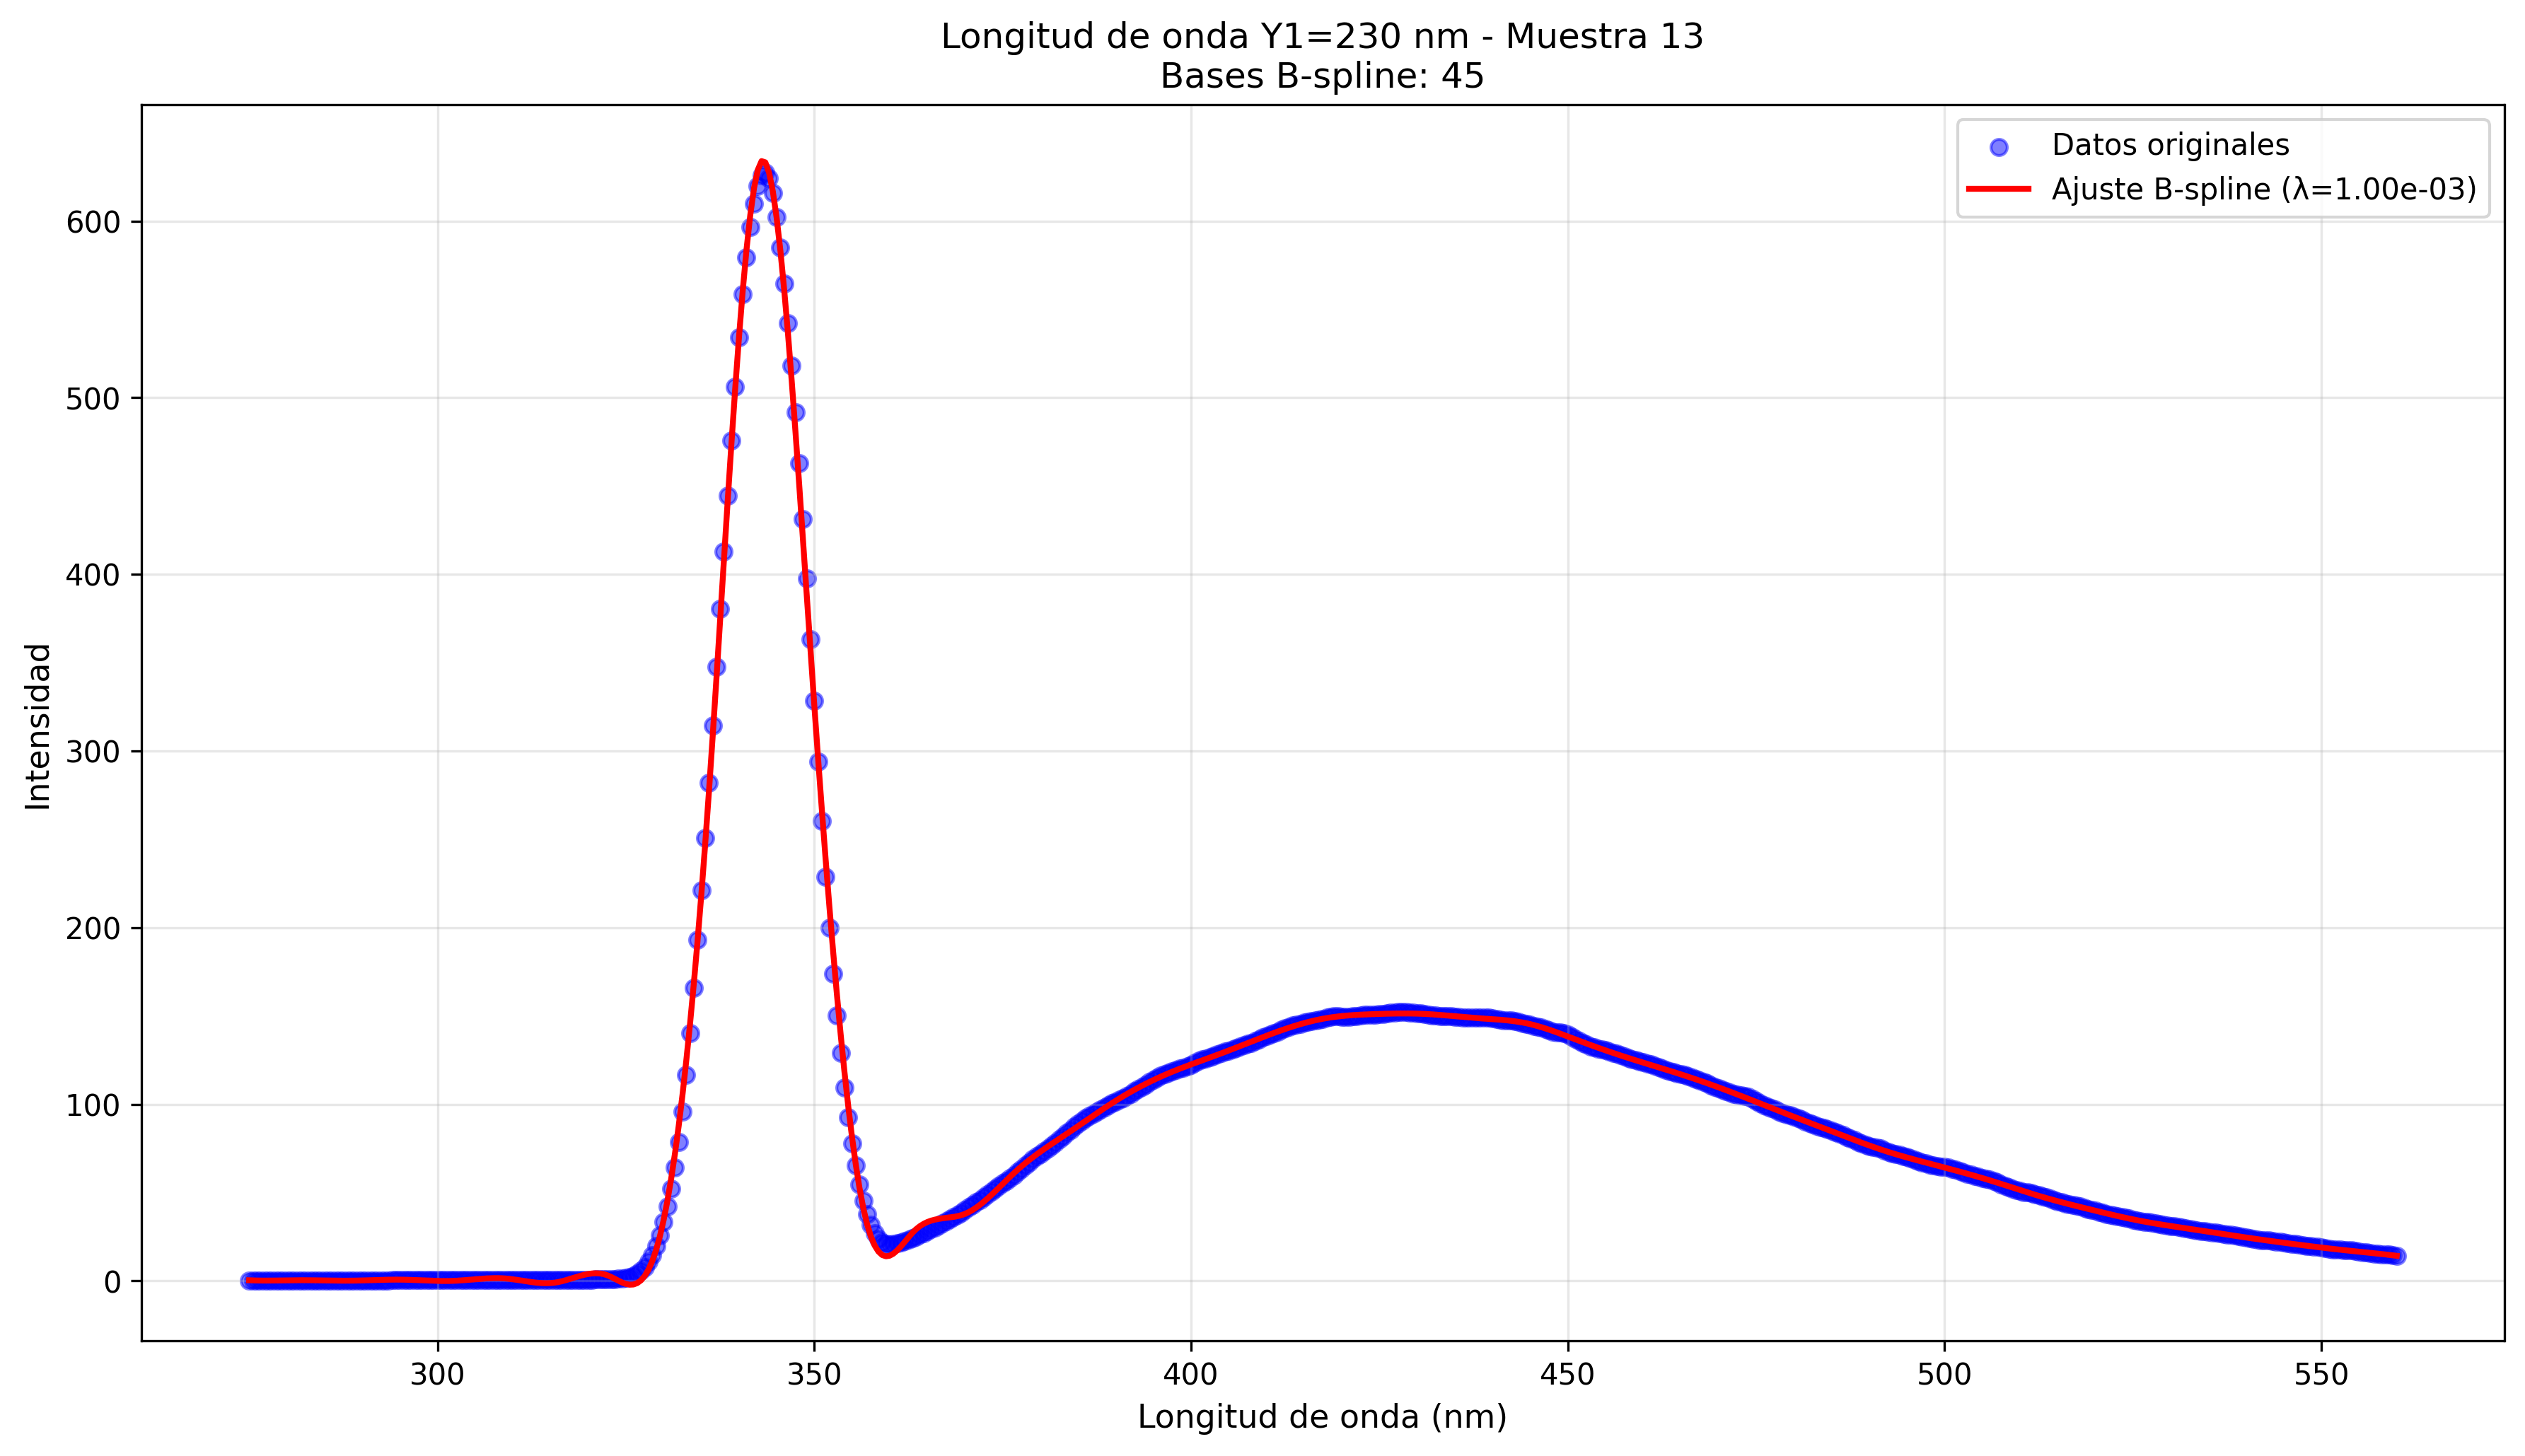 Longitud de onda Y1=230 nm - Muestra 13
Bases B-spline: 45
Datos originales
Ajuste B-spline (λ=1.00e-03)
Intensidad
600
500
400
300
200
100
0
300
350
400
450
500
550
Longitud de onda (nm)